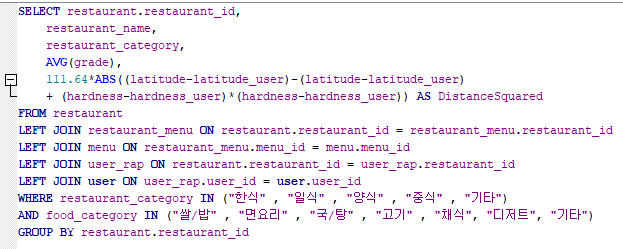 SELECT restaurant.restaurant_id,
restaurant_name,
restaurant_category,
AVG(grade),
111.64*ABS((latitude-latitude_user)-(latitude-latitude_user)
+ (hardness-hardness_user)*(hardness-hardness_user)) AS DistanceSquared
FROM restaurant
LEFT JOIN restaurant_menu ON restaurant.restaurant_id = restaurant_menu.restaurant_id
LEFT JOIN menu ON restaurant_menu.menu_id = menu.menu_id
LEFT JOIN user_rap ON restaurant.restaurant_id = user_rap.restaurant_id
LEFT JOIN user ON user_rap.user_id = user.user_id
WHERE restaurant_category IN ("한식" , "일식" , "양식" , "중식" , "기타")
AND food_category IN ("쌀/밥" , "면요리" , "국/탕" , "고기" , "채식", "디저트", "기타")
GROUP BY restaurant.restaurant_id